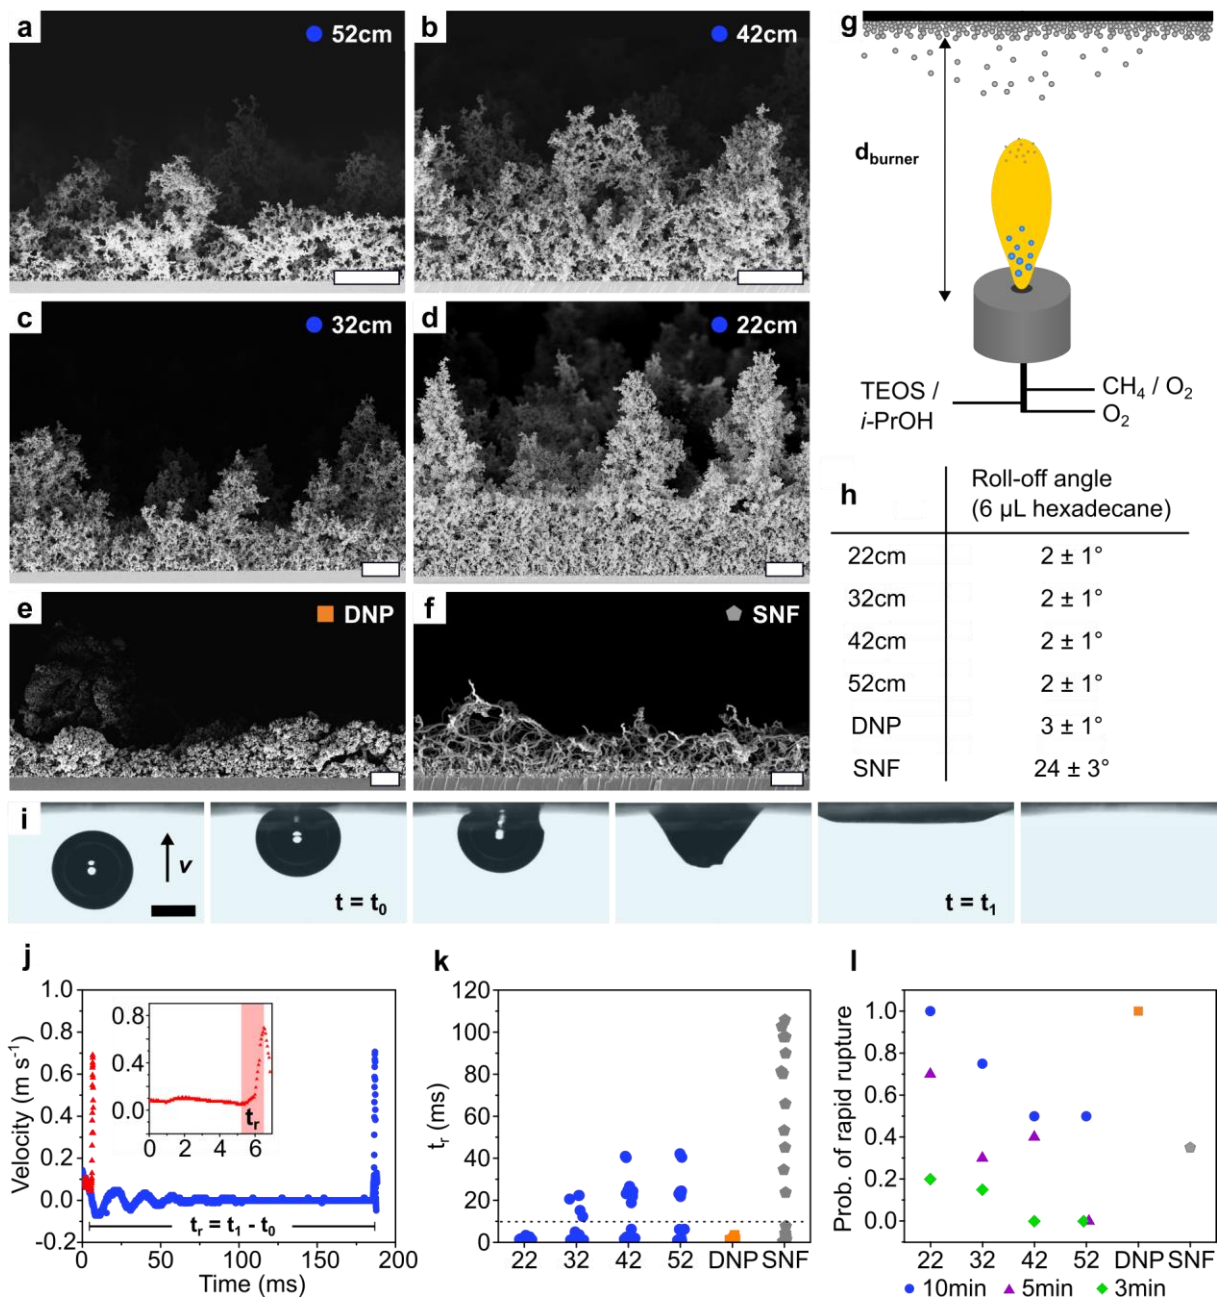 a
52cm
b
42cm
c
32cm
d
22cm
e
DNP
f
SNF
g
d_burner
TEOS /
i-PrOH
CH₄ / O₂
O₂
h
Roll-off angle
(6 µL hexadecane)
22cm 2 ± 1°
32cm 2 ± 1°
42cm 2 ± 1°
52cm 2 ± 1°
DNP 3 ± 1°
SNF 24 ± 3°
i
v
t = t₀
t = t₁
j
Velocity (m s⁻¹)
1.0
0.8
0.6
0.4
0.2
0.0
-0.2
0.8
0.4
0.0
0 2 4 6
tᵣ
tᵣ = t₁ - t₀
0 50 100 150 200
Time (ms)
k
tᵣ (ms)
120
100
80
60
40
20
0
22 32 42 52 DNP SNF
l
Prob. of rapid rupture
1.0
0.8
0.6
0.4
0.2
0.0
22 32 42 52 DNP SNF
10min 5min 3min